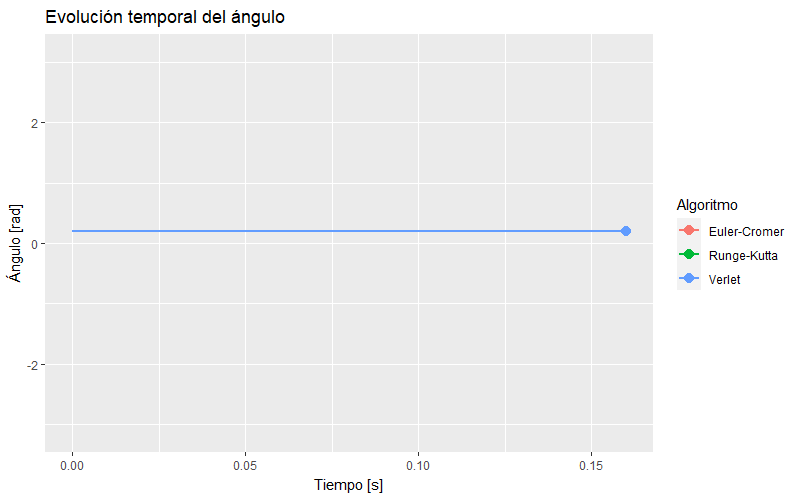 Evolución temporal del ángulo
Ángulo [rad]
2
0
-2
0.00
0.05
0.10
0.15
Tiempo [s]
Algoritmo
Euler-Cromer
Runge-Kutta
Verlet